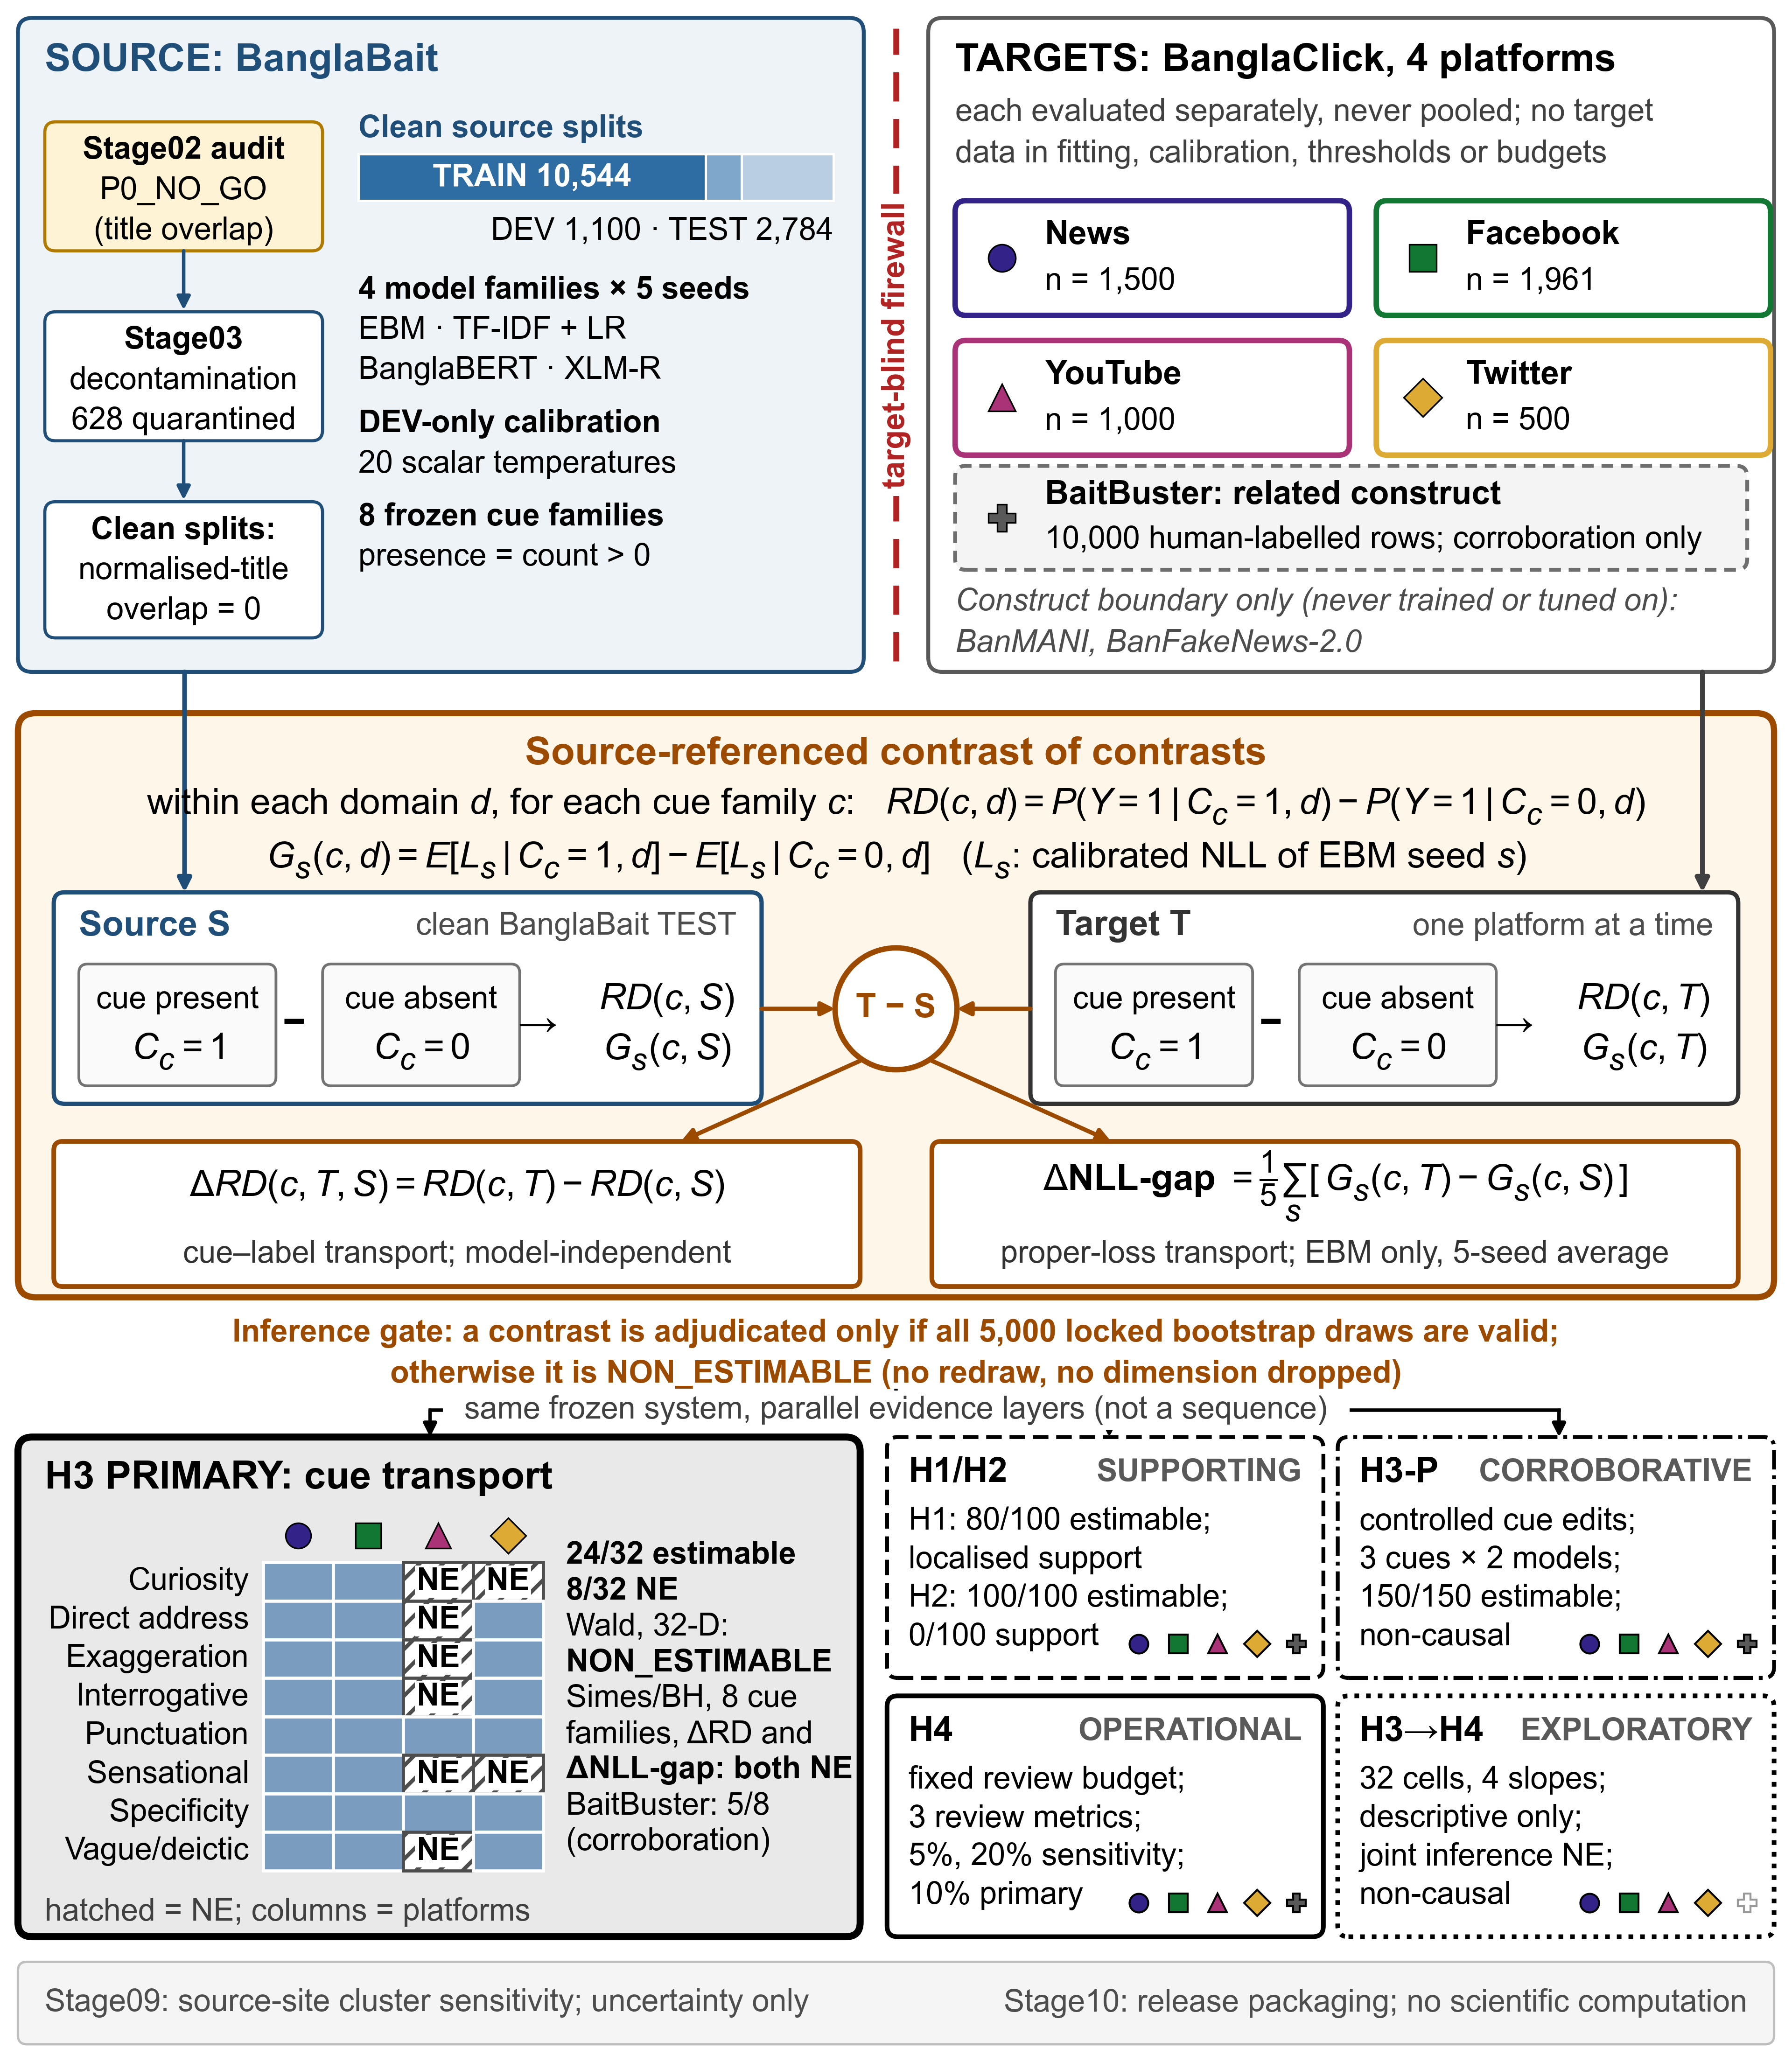 SOURCE: BanglaBait
Stage02 audit
P0_NO_GO
(title overlap)
Stage03
decontamination
628 quarantined
Clean splits:
normalised-title
overlap = 0
Clean source splits
TRAIN 10,544
DEV 1,100 · TEST 2,784
4 model families × 5 seeds
EBM · TF-IDF + LR
BanglaBERT · XLM-R
DEV-only calibration
20 scalar temperatures
8 frozen cue families
presence = count > 0
target-blind firewall
TARGETS: BanglaClick, 4 platforms
each evaluated separately, never pooled; no target
data in fitting, calibration, thresholds or budgets
News
n = 1,500
Facebook
n = 1,961
YouTube
n = 1,000
Twitter
n = 500
BaitBuster: related construct
10,000 human-labelled rows; corroboration only
Construct boundary only (never trained or tuned on):
BanMANI, BanFakeNews-2.0
Source-referenced contrast of contrasts
within each domain d, for each cue family c: RD(c, d) = P(Y = 1 | C_c = 1, d) − P(Y = 1 | C_c = 0, d)
G_s(c, d) = E[L_s | C_c = 1, d] − E[L_s | C_c = 0, d] (L_s: calibrated NLL of EBM seed s)
Source S clean BanglaBait TEST
cue present
C_c = 1
−
cue absent
C_c = 0
→
RD(c, S)
G_s(c, S)
T − S
Target T one platform at a time
cue present
C_c = 1
−
cue absent
C_c = 0
→
RD(c, T)
G_s(c, T)
ΔRD(c, T, S) = RD(c, T) − RD(c, S)
cue–label transport; model-independent
ΔNLL-gap = 1/5 ∑_s [ G_s(c, T) − G_s(c, S) ]
proper-loss transport; EBM only, 5-seed average
Inference gate: a contrast is adjudicated only if all 5,000 locked bootstrap draws are valid;
otherwise it is NON_ESTIMABLE (no redraw, no dimension dropped)
same frozen system, parallel evidence layers (not a sequence)
H3 PRIMARY: cue transport
Curiosity NE NE
Direct address NE
Exaggeration NE
Interrogative NE
Punctuation
Sensational NE NE
Specificity
Vague/deictic NE
hatched = NE; columns = platforms
24/32 estimable
8/32 NE
Wald, 32-D:
NON_ESTIMABLE
Simes/BH, 8 cue
families, ΔRD and
ΔNLL-gap: both NE
BaitBuster: 5/8
(corroboration)
H1/H2 SUPPORTING
H1: 80/100 estimable;
localised support
H2: 100/100 estimable;
0/100 support
H3-P CORROBORATIVE
controlled cue edits;
3 cues × 2 models;
150/150 estimable;
non-causal
H4 OPERATIONAL
fixed review budget;
3 review metrics;
5%, 20% sensitivity;
10% primary
H3→H4 EXPLORATORY
32 cells, 4 slopes;
descriptive only;
joint inference NE;
non-causal
Stage09: source-site cluster sensitivity; uncertainty only
Stage10: release packaging; no scientific computation